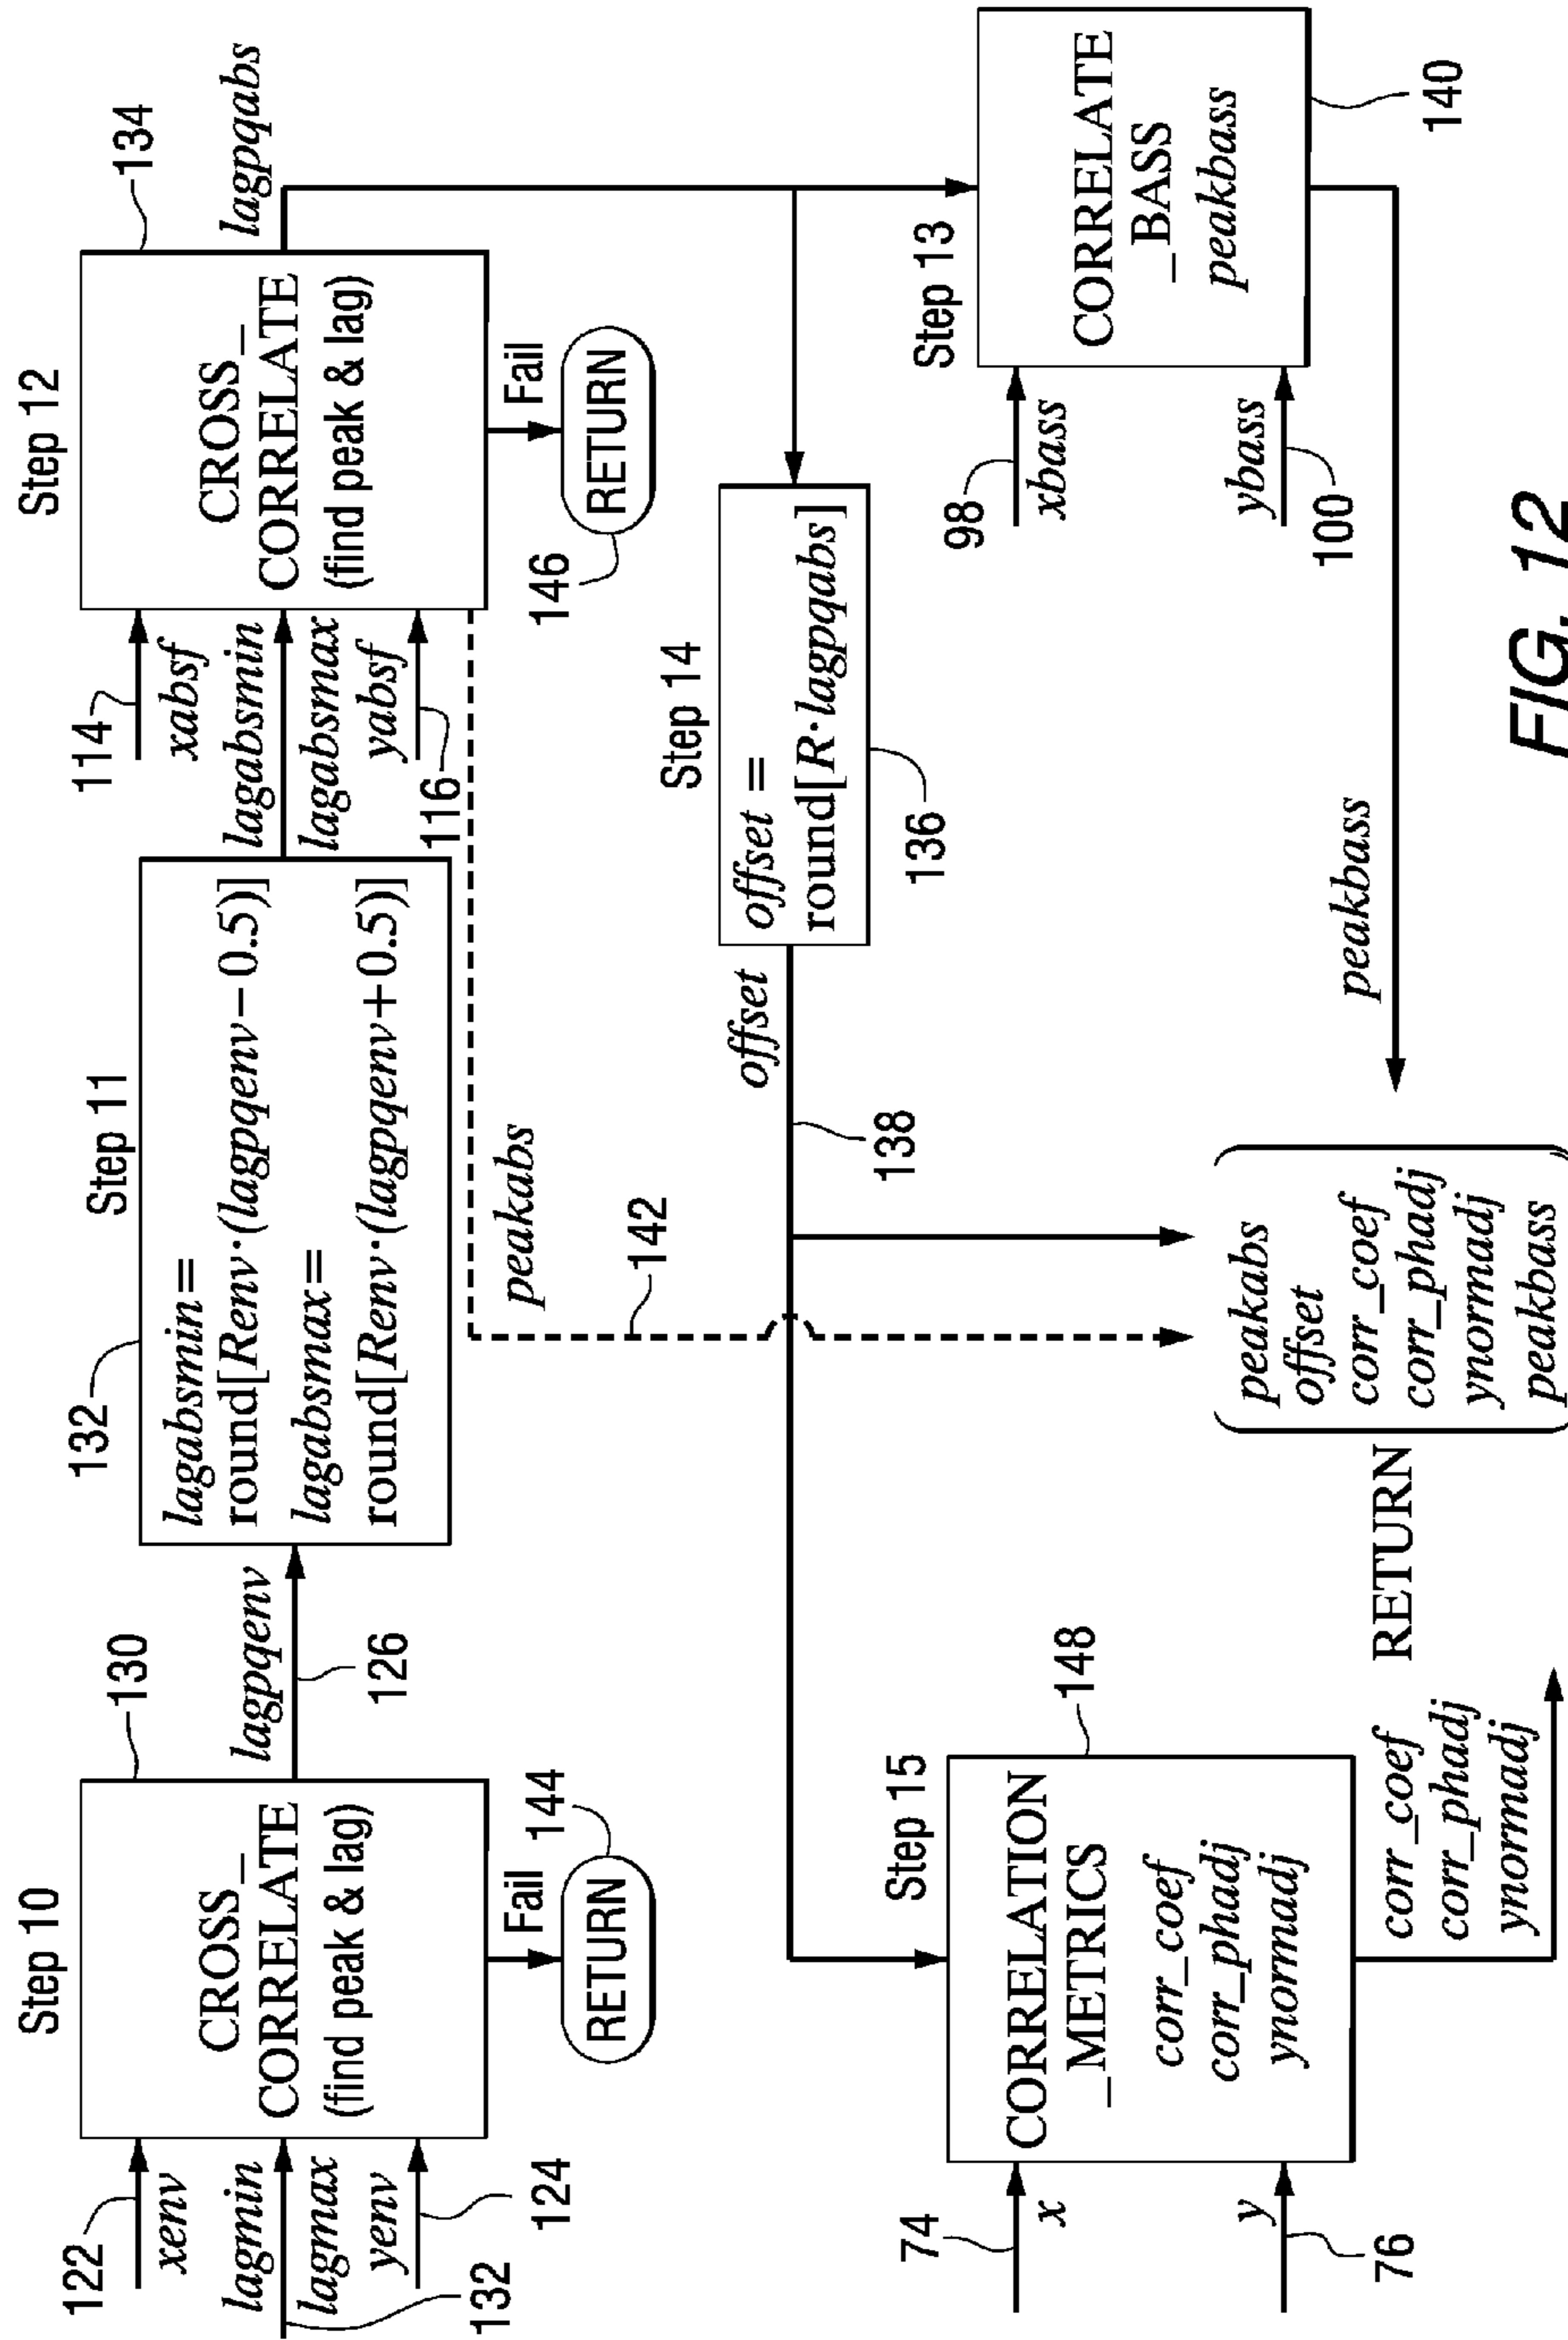 Step 10
122
xenv
lagmin
lagmax
132
yenv
124
CROSS_
CORRELATE
(find peak & lag)
130
Fail
RETURN
144
lagpqenv
126
Step 11
132
lagabsmin=
round[Renv·(lagpqenv−0.5)]
lagabsmax=
round[Renv·(lagpqenv+0.5)]
114
xabsf
lagabsmin
lagabsmax
yabsf
116
Step 12
CROSS_
CORRELATE
(find peak & lag)
134
lagpqabs
Fail
RETURN
146
peakabs
142
Step 14
offset =
round[R·lagpqabs]
136
offset
138
Step 13
98
xbass
ybass
100
CORRELATE
_BASS
peakbass
140
peakbass
Step 15
74
x
y
76
CORRELATION
_METRICS
corr_coef
corr_phadj
ynormadj
148
corr_coef
corr_phadj
ynormadj
RETURN
peakabs
offset
corr_coef
corr_phadj
ynormadj
peakbass
FIG. 12